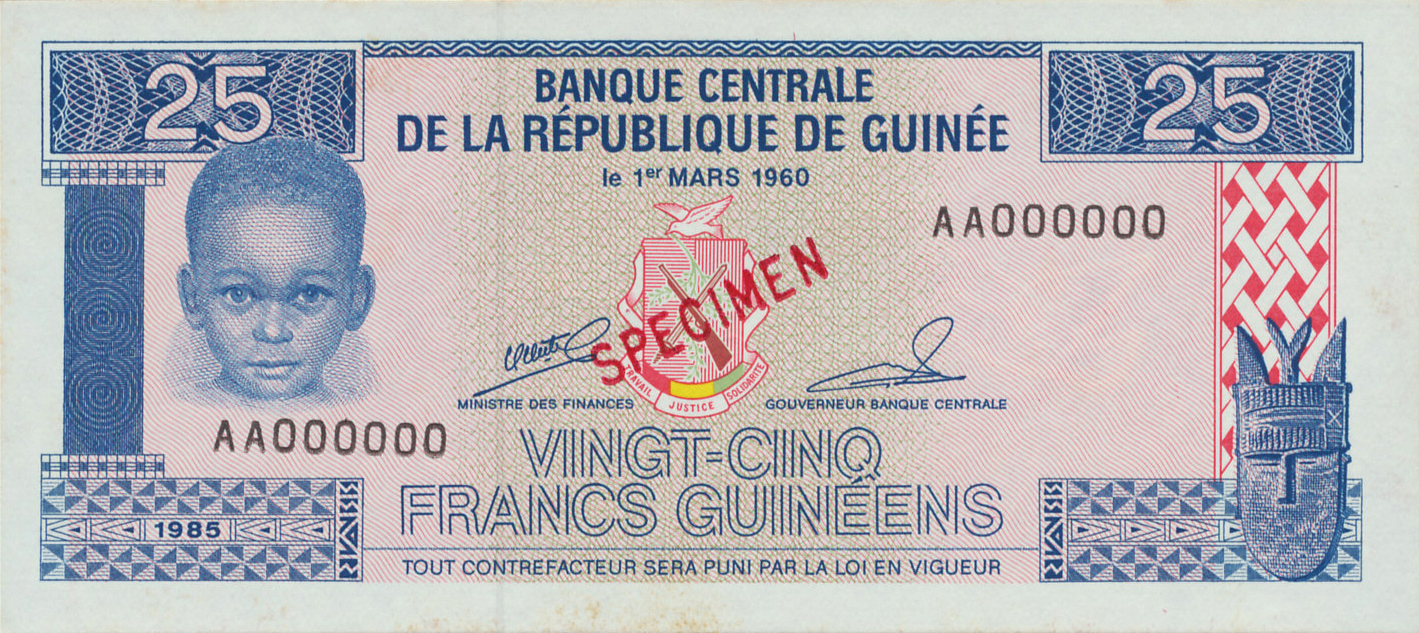 25
25
BANQUE CENTRALE
DE LA RÉPUBLIQUE DE GUINÉE
le 1er MARS 1960
AA000000
SPECIMEN
TRAVAIL JUSTICE SOLIDARITÉ
MINISTRE DES FINANCES
GOUVERNEUR BANQUE CENTRALE
AA000000
VINGT-CINQ
FRANCS GUINÉENS
1985
TOUT CONTREFACTEUR SERA PUNI PAR LA LOI EN VIGUEUR